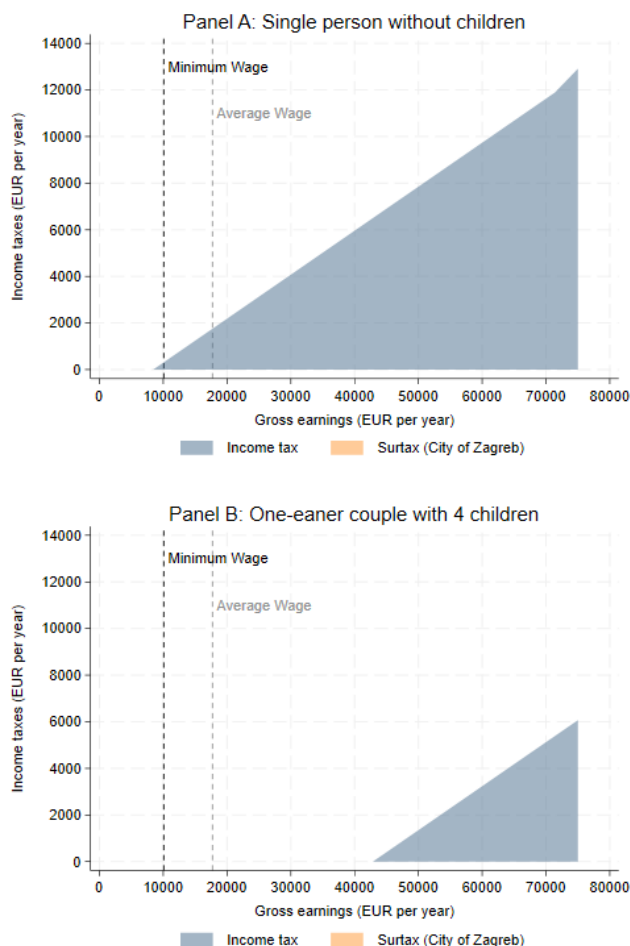 Panel A: Single person without children
14000
12000
10000
8000
6000
4000
2000
0
Income taxes (EUR per year)
Minimum Wage
Average Wage
0 10000 20000 30000 40000 50000 60000 70000 80000
Gross earnings (EUR per year)
Income tax Surtax (City of Zagreb)
Panel B: One-eaner couple with 4 children
14000
12000
10000
8000
6000
4000
2000
0
Income taxes (EUR per year)
Minimum Wage
Average Wage
0 10000 20000 30000 40000 50000 60000 70000 80000
Gross earnings (EUR per year)
Income tax Surtax (City of Zagreb)